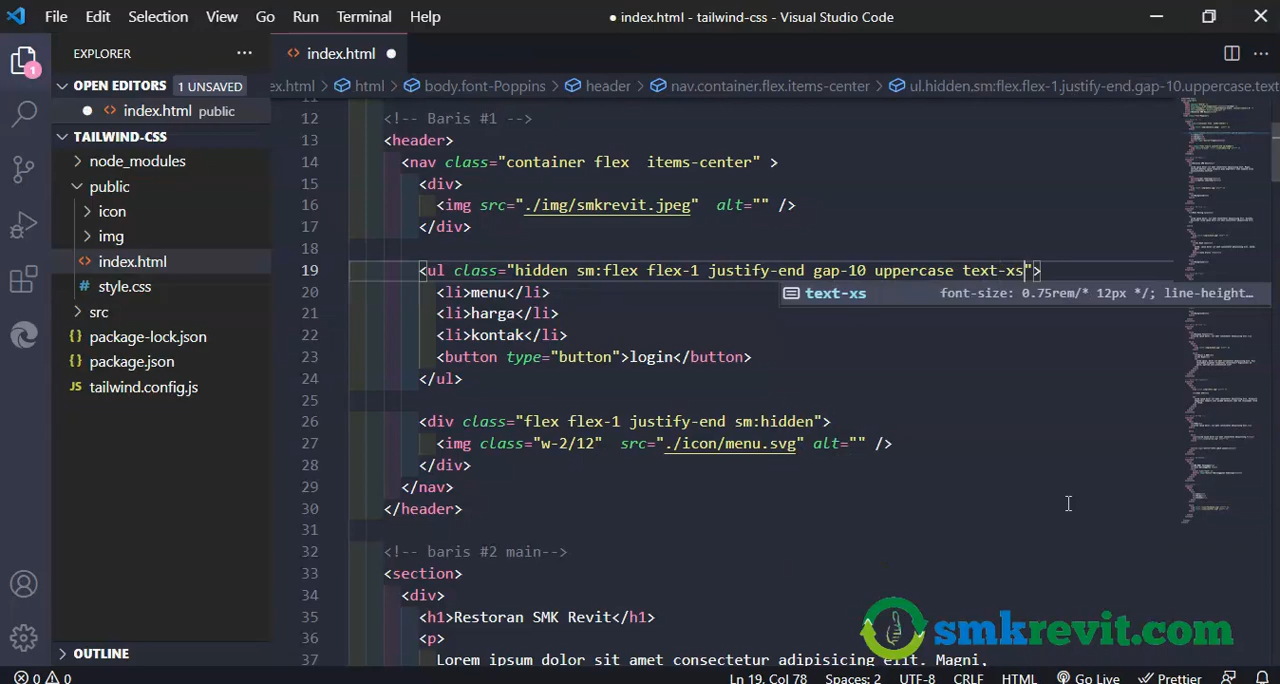 File Edit Selection View Go Run Terminal Help ● index.html - tailwind-css - Visual Studio Code
EXPLORER ··· <> index.html ●
OPEN EDITORS 1 UNSAVED ex.html > html > body.font-Poppins > header > nav.container.flex.items-center > ul.hidden.sm:flex.flex-1.justify-end.gap-10.uppercase.text
● <> index.html public
TAILWIND-CSS
node_modules
public
icon
img
<> index.html
# style.css
src
{} package-lock.json
{} package.json
JS tailwind.config.js
OUTLINE
1
11
12 <!-- Baris #1 -->
13 <header>
14 <nav class="container flex  items-center" >
15 <div>
16 <img src="./img/smkrevit.jpeg"  alt="" />
17 </div>
18
19 <ul class="hidden sm:flex flex-1 justify-end gap-10 uppercase text-xs">
20 <li>menu</li>
text-xs font-size: 0.75rem/* 12px */; line-height…
21 <li>harga</li>
22 <li>kontak</li>
23 <button type="button">login</button>
24 </ul>
25
26 <div class="flex flex-1 justify-end sm:hidden">
27 <img class="w-2/12"  src="./icon/menu.svg" alt="" />
28 </div>
29 </nav>
30 </header>
31
32 <!-- baris #2 main-->
33 <section>
34 <div>
35 <h1>Restoran SMK Revit</h1>
36 <p>
37 Lorem ipsum dolor sit amet consectetur adipisicing elit. Magni,
smkrevit.com
0 0 Ln 19, Col 78 Spaces: 2 UTF-8 CRLF HTML Go Live Prettier